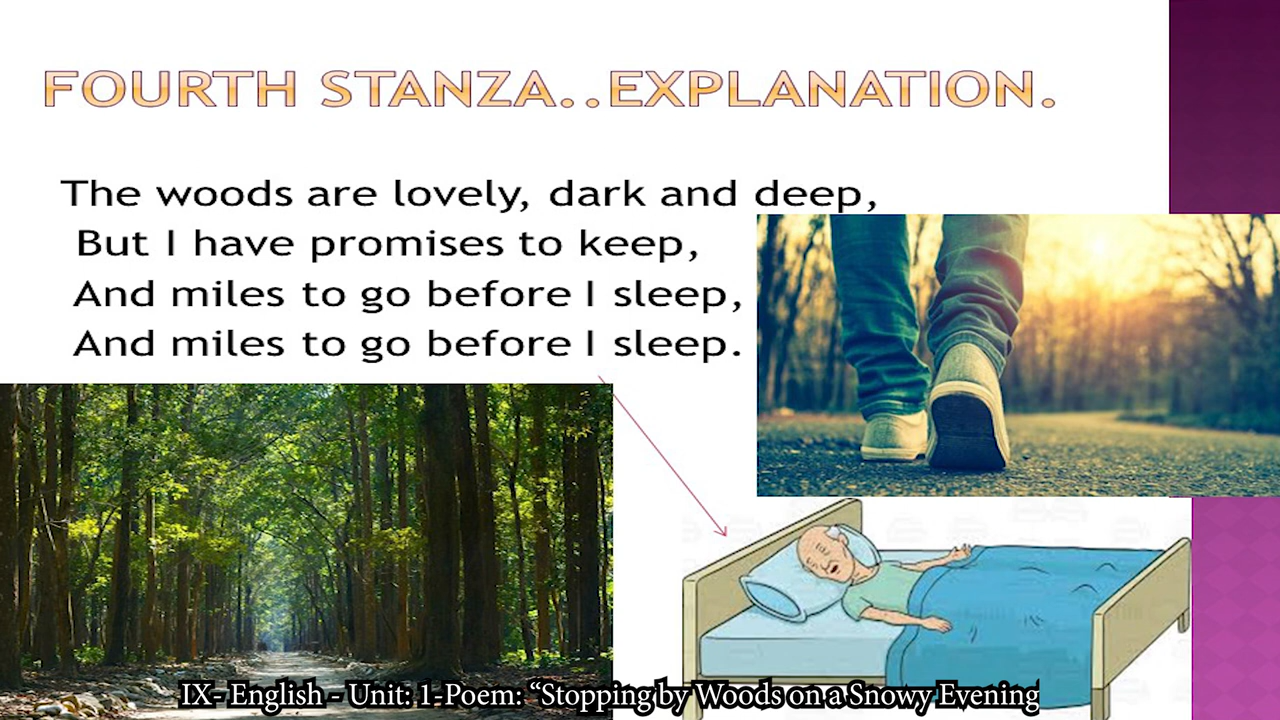 FOURTH STANZA..EXPLANATION.
The woods are lovely, dark and deep,
But I have promises to keep,
And miles to go before I sleep,
And miles to go before I sleep.
IX- English - Unit: 1-Poem: “Stopping by Woods on a Snowy Evening